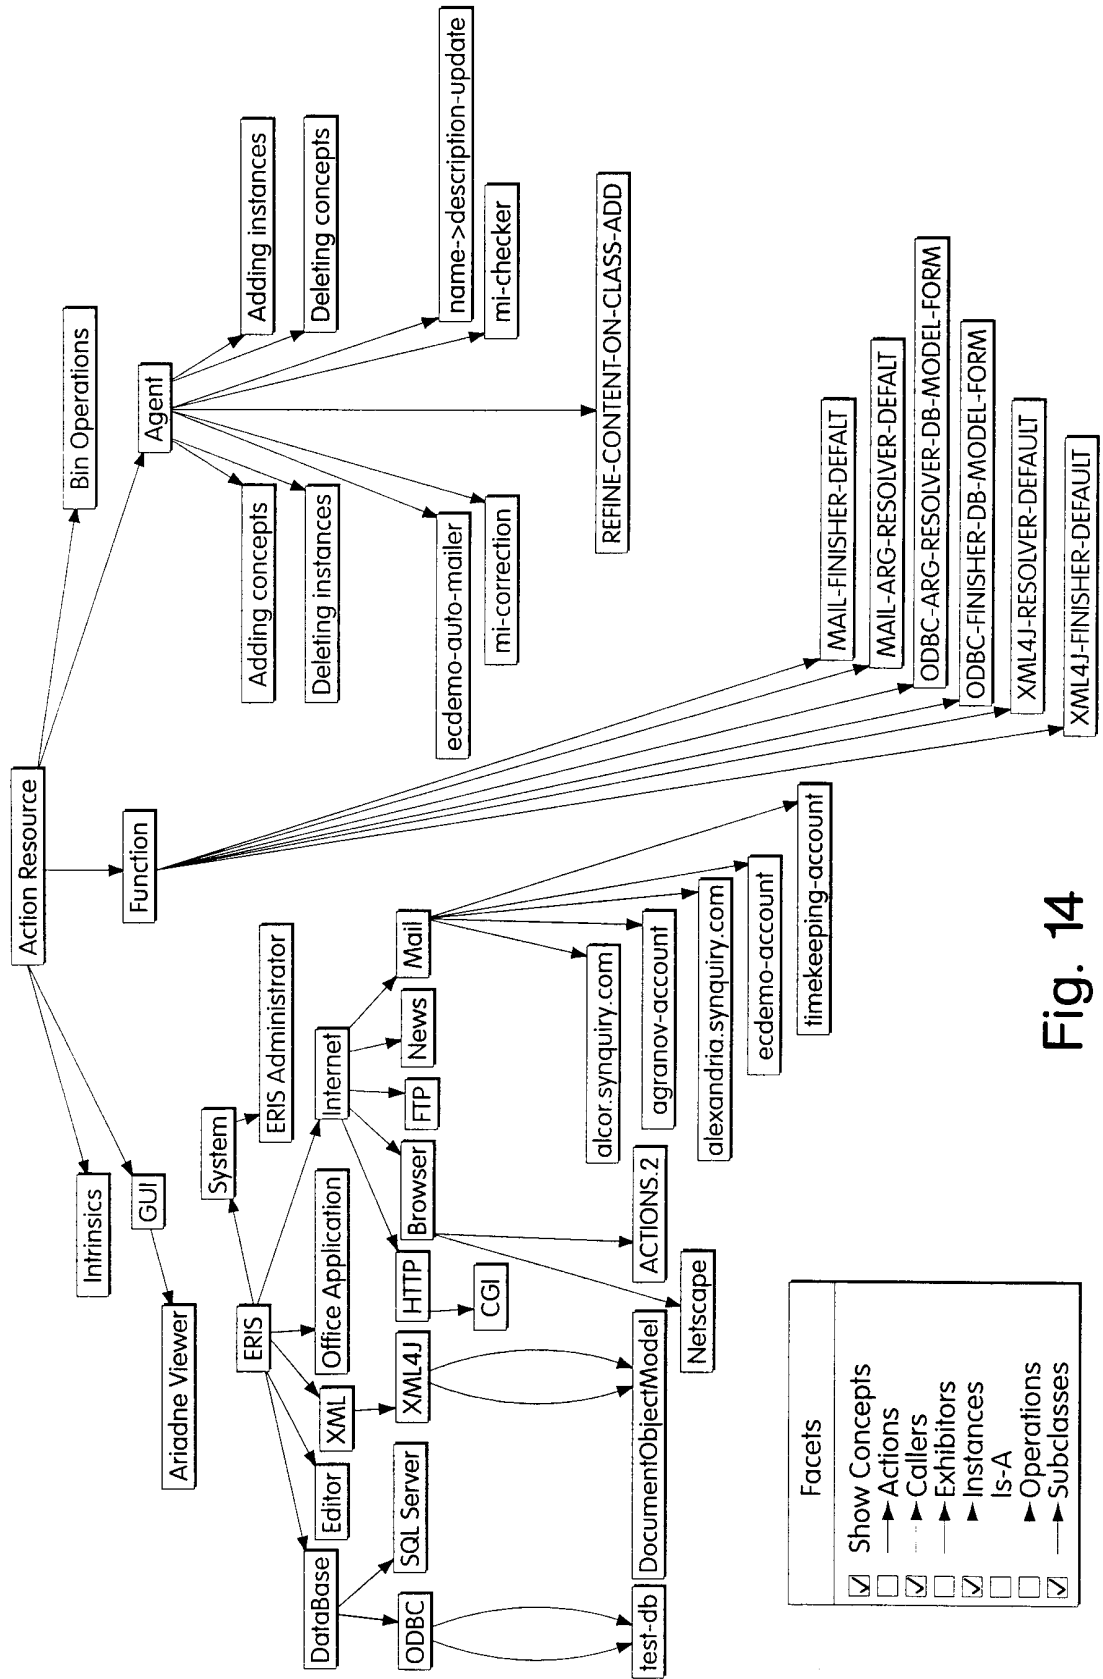 Action Resource
Intrinsics
Function
Bin Operations
GUI
Agent
Ariadne Viewer
System
ERIS Administrator
Adding concepts
Adding instances
ERIS
Deleting instances
Deleting concepts
DataBase
Editor
XML
Office Application
Internet
ODBC
SQL Server
XML4J
HTTP
Browser
FTP
News
Mail
ecdemo-auto-mailer
name->description-update
CGI
mi-correction
mi-checker
alcor.synquiry.com
REFINE-CONTENT-ON-CLASS-ADD
test-db
DocumentObjectModel
ACTIONS.2
agranov-account
Netscape
alexandria.synquiry.com
ecdemo-account
timekeeping-account
MAIL-FINISHER-DEFALT
MAIL-ARG-RESOLVER-DEFALT
ODBC-ARG-RESOLVER-DB-MODEL-FORM
ODBC-FINISHER-DB-MODEL-FORM
XML4J-RESOLVER-DEFAULT
XML4J-FINISHER-DEFAULT
Facets
Show Concepts
Actions
Callers
Exhibitors
Instances
Is-A
Operations
Subclasses
Fig. 14